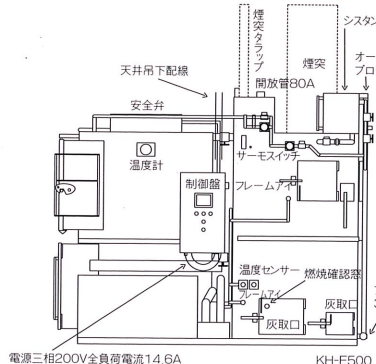 煙突タラップ
煙突
シスタン
オー
ブロ
天井吊下配線
開放管80A
安全弁
温度計
サーモスイッチ
制御盤
フレームアイ
温度センサー
燃焼確認窓
フレームアイ
灰取口
灰取口
電源三相200V全負荷電流14.6A
KH-F500